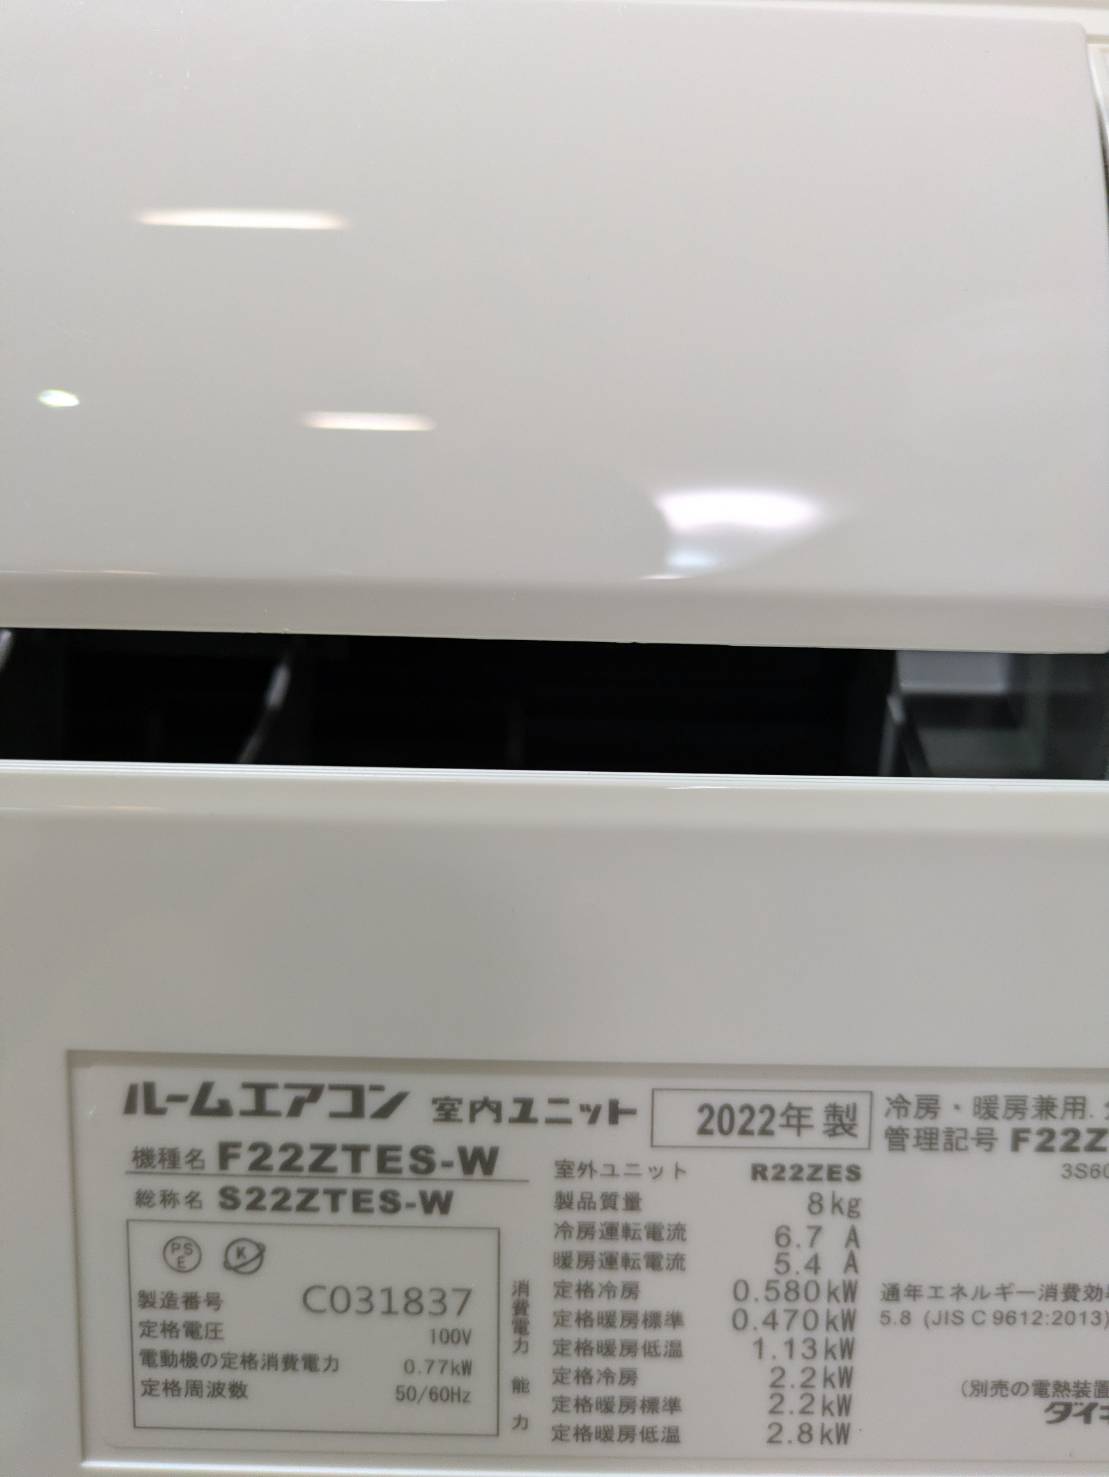 ルームエアコン 室内ユニット 2022年製 冷房・暖房兼用
機種名 F22ZTES-W 管理記号 F22Z
総称名 S22ZTES-W 室外ユニット R22ZES 3S60
製品質量 8kg
冷房運転電流 6.7 A
暖房運転電流 5.4 A
PS
E
K
製造番号 C031837
定格電圧 100V
電動機の定格消費電力 0.77kW
定格周波数 50/60Hz
消費電力
定格冷房 0.580kW
定格暖房標準 0.470kW
定格暖房低温 1.13kW
能力
定格冷房 2.2kW
定格暖房標準 2.2kW
定格暖房低温 2.8kW
通年エネルギー消費効率
5.8 (JIS C 9612:2013)
(別売の電熱装置
ダイキ